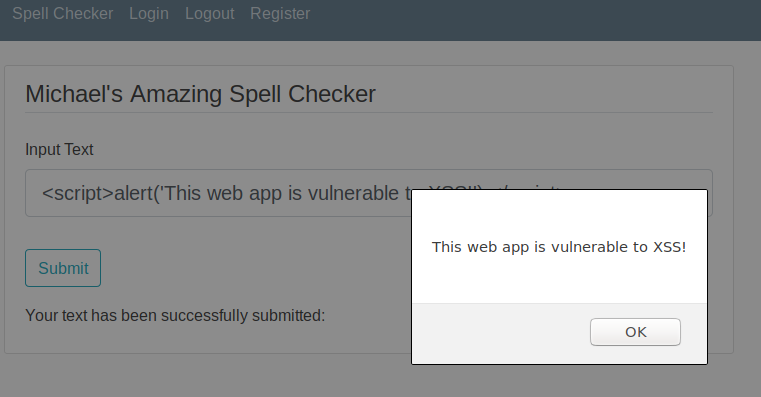 Spell Checker Login Logout Register
Michael's Amazing Spell Checker
Input Text
<script>alert('This web app is vulnerable to
This web app is vulnerable to XSS!
Submit
Your text has been successfully submitted:
OK